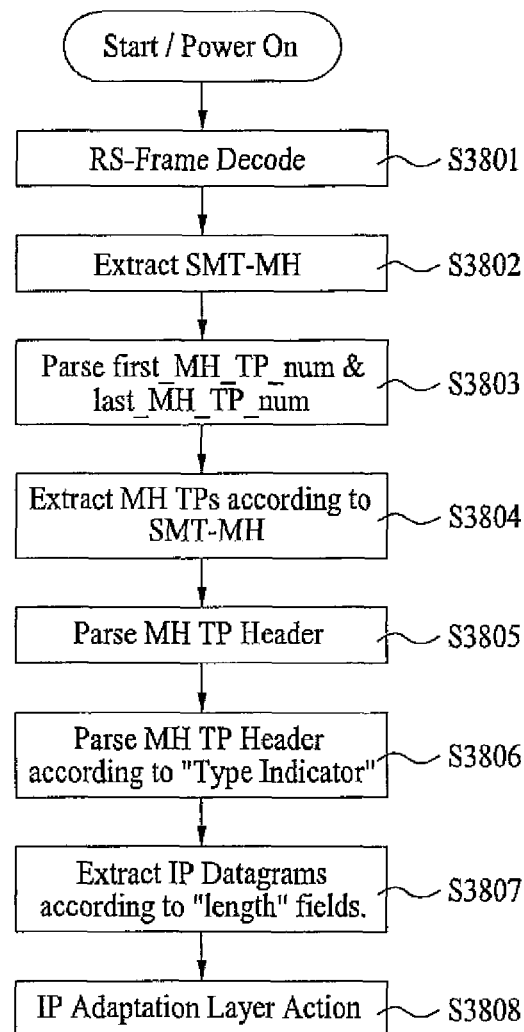 Start / Power On
RS-Frame Decode
S3801
Extract SMT-MH
S3802
Parse first_MH_TP_num &
last_MH_TP_num
S3803
Extract MH TPs according to
SMT-MH
S3804
Parse MH TP Header
S3805
Parse MH TP Header
according to "Type Indicator"
S3806
Extract IP Datagrams
according to "length" fields.
S3807
IP Adaptation Layer Action
S3808